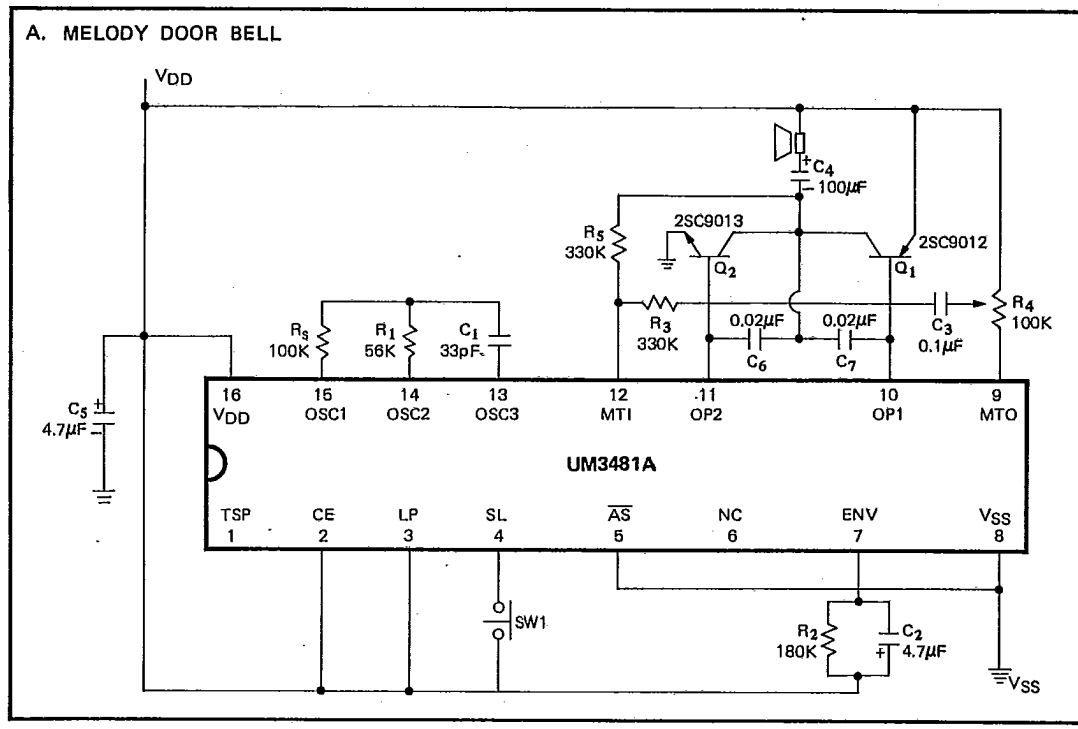 A. MELODY DOOR BELL
VDD
+
C4
– 100µF
R5
330K
2SC9013
Q2
2SC9012
Q1
RS
100K
R1
56K
C1
33pF
R3
330K
0.02µF
C6
0.02µF
C7
C3
0.1µF
R4
100K
C5
4.7µF
+
–
16
VDD
15
OSC1
14
OSC2
13
OSC3
12
MTI
11
OP2
10
OP1
9
MTO
UM3481A
TSP
1
CE
2
LP
3
SL
4
AS
5
NC
6
ENV
7
VSS
8
SW1
R2
180K
C2
+ 4.7µF
VSS